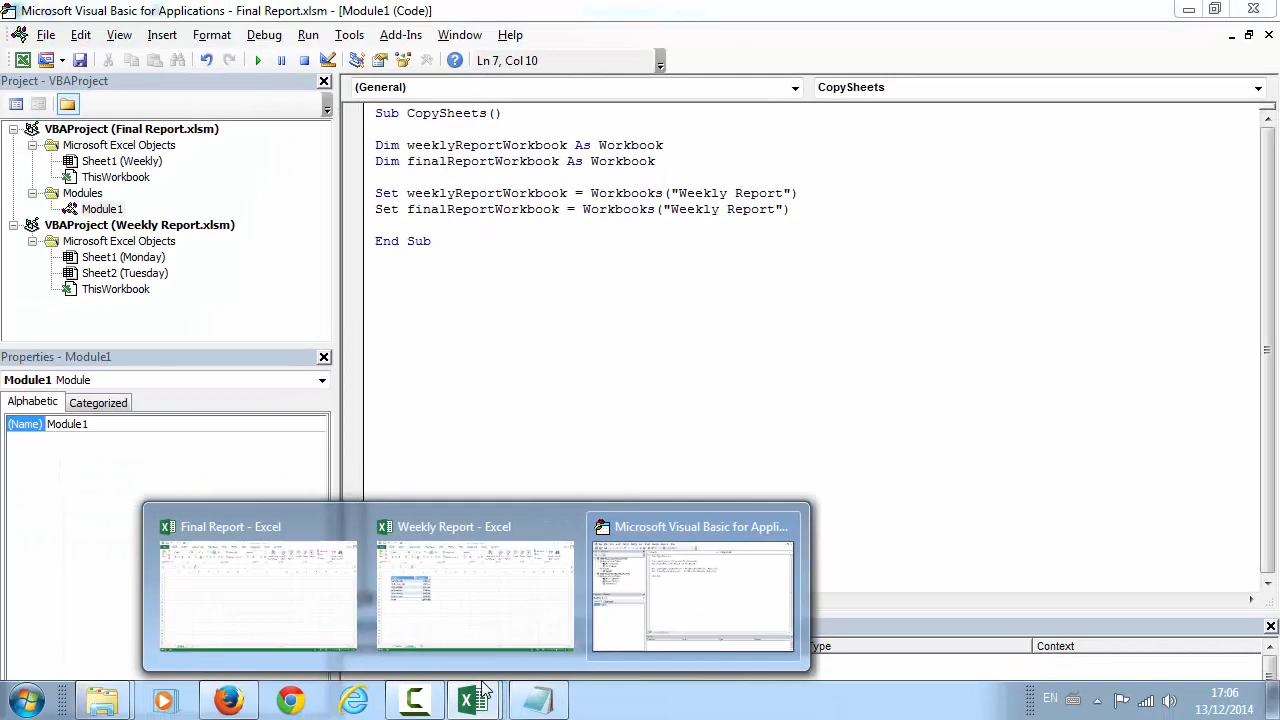 Microsoft Visual Basic for Applications - Final Report.xlsm - [Module1 (Code)]
File Edit View Insert Format Debug Run Tools Add-Ins Window Help
Ln 7, Col 10
Project - VBAProject
(General)
CopySheets
VBAProject (Final Report.xlsm)
Microsoft Excel Objects
Sheet1 (Weekly)
ThisWorkbook
Modules
Module1
VBAProject (Weekly Report.xlsm)
Microsoft Excel Objects
Sheet1 (Monday)
Sheet2 (Tuesday)
ThisWorkbook
Sub CopySheets()
Dim weeklyReportWorkbook As Workbook
Dim finalReportWorkbook As Workbook
Set weeklyReportWorkbook = Workbooks("Weekly Report")
Set finalReportWorkbook = Workbooks("Weekly Report")
End Sub
Properties - Module1
Module1 Module
Alphabetic Categorized
(Name) Module1
Final Report - Excel
Weekly Report - Excel
Microsoft Visual Basic for Appli...
Type
Context
EN
17:06
13/12/2014